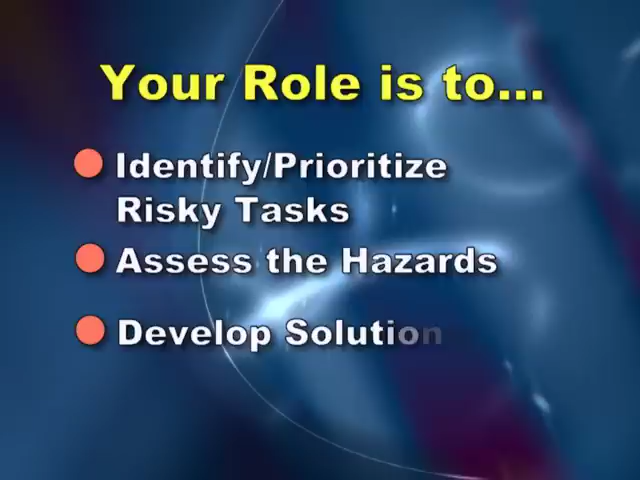 Your Role is to...
Identify/Prioritize
Risky Tasks
Assess the Hazards
Develop Solution